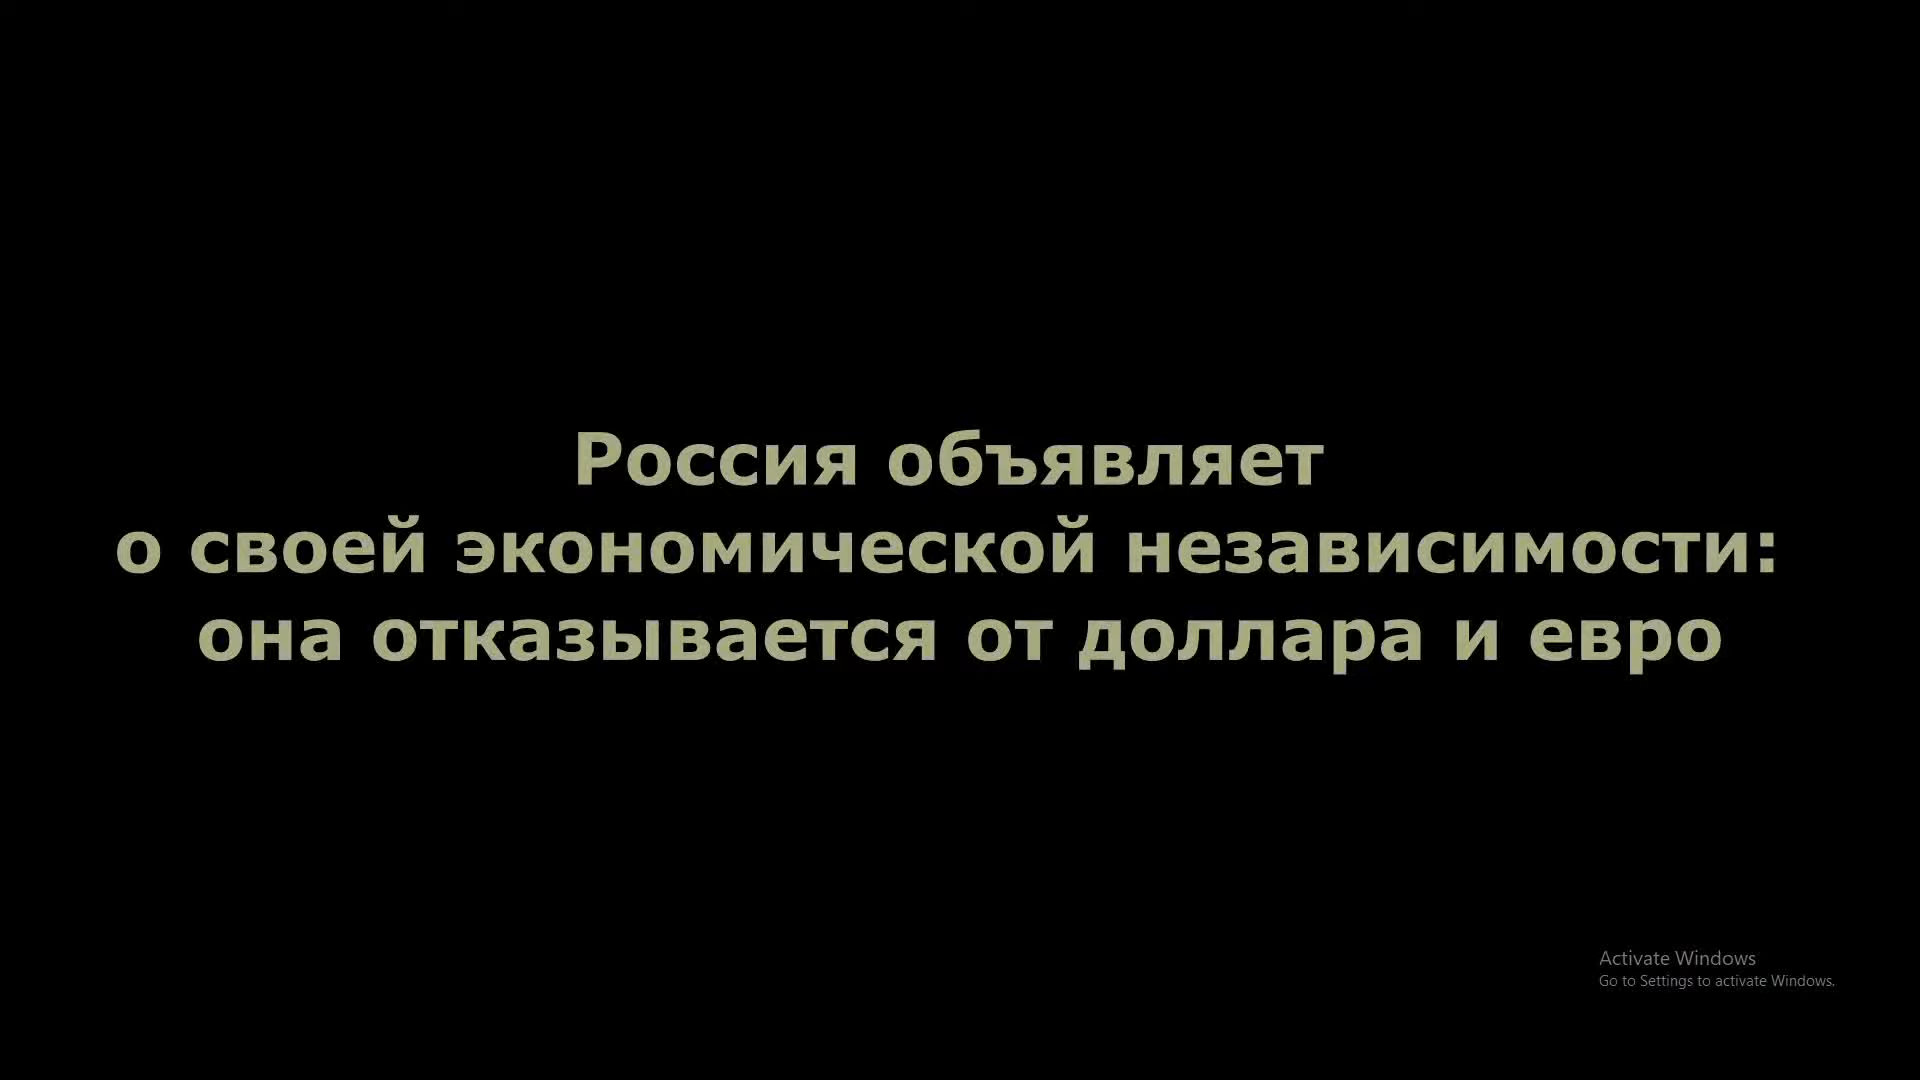 Россия объявляет
о своей экономической независимости:
она отказывается от доллара и евро
Activate Windows
Go to Settings to activate Windows.